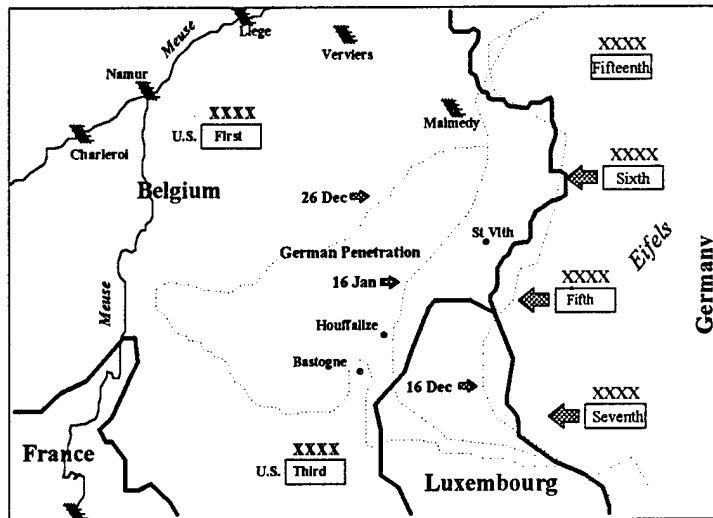 Meuse
Liege
Verviers
XXXX
Fifteenth
Namur
XXXX
U.S. First
Malmedy
Charleroi
XXXX
Sixth
Belgium
26 Dec
St Vith
German Penetration
Eifels
16 Jan
XXXX
Fifth
Germany
Meuse
Houffalize
Bastogne
16 Dec
XXXX
Seventh
France
XXXX
U.S. Third
Luxembourg